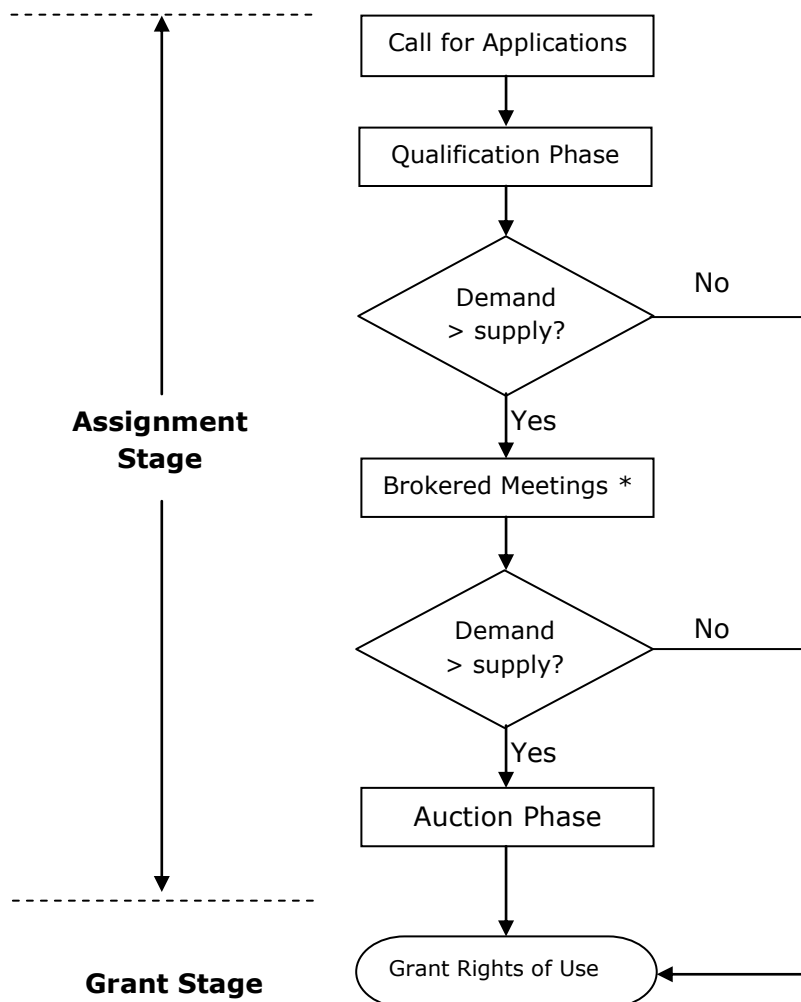 Call for Applications
Qualification Phase
Demand
> supply?
No
Yes
Assignment
Stage
Brokered Meetings *
Demand
> supply?
No
Yes
Auction Phase
Grant Rights of Use
Grant Stage